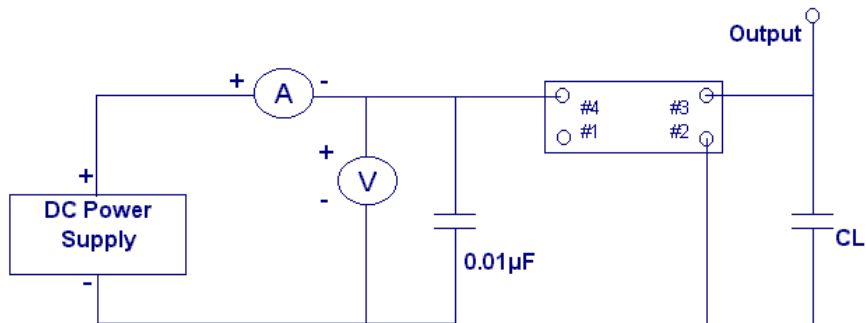 Output
+ A -
#4 #3
#1 #2
+
V
-
+
DC Power
Supply
-
0.01µF
CL